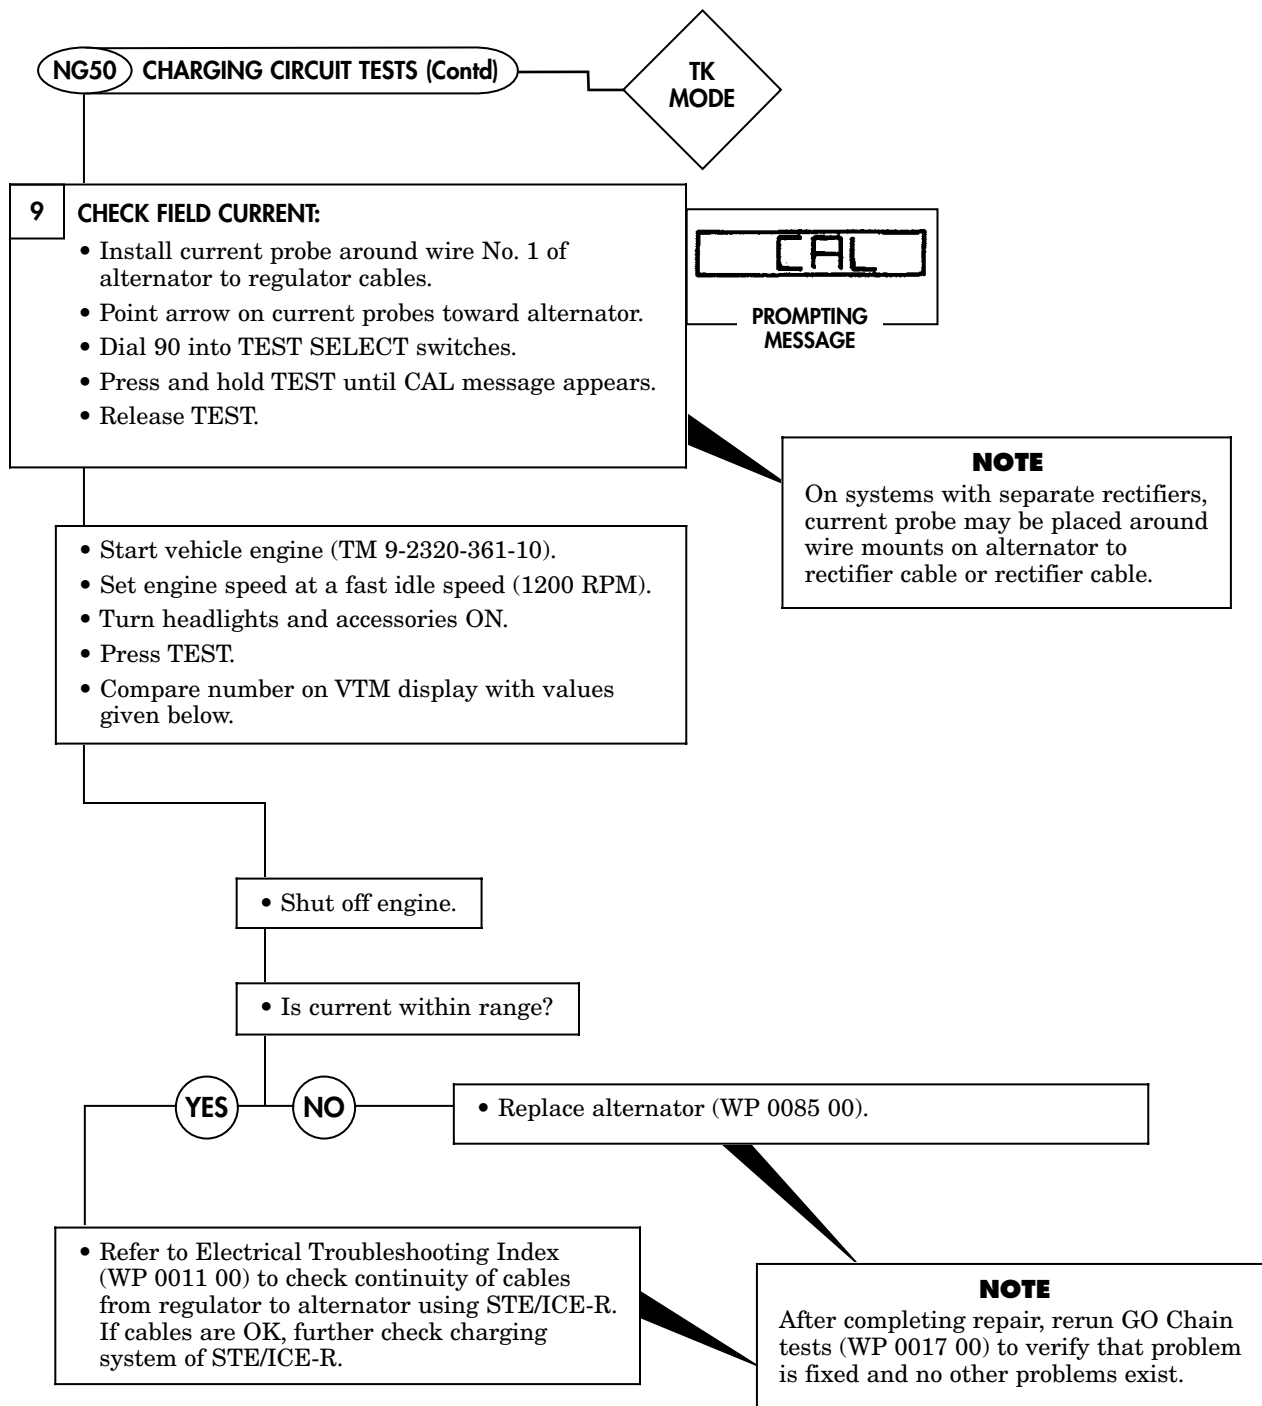 NG50 CHARGING CIRCUIT TESTS (Contd)
TK
MODE
9 CHECK FIELD CURRENT:
• Install current probe around wire No. 1 of
alternator to regulator cables.
• Point arrow on current probes toward alternator.
• Dial 90 into TEST SELECT switches.
• Press and hold TEST until CAL message appears.
• Release TEST.
CAL
PROMPTING
MESSAGE
NOTE
On systems with separate rectifiers,
current probe may be placed around
wire mounts on alternator to
rectifier cable or rectifier cable.
• Start vehicle engine (TM 9-2320-361-10).
• Set engine speed at a fast idle speed (1200 RPM).
• Turn headlights and accessories ON.
• Press TEST.
• Compare number on VTM display with values
given below.
• Shut off engine.
• Is current within range?
YES
NO
• Replace alternator (WP 0085 00).
• Refer to Electrical Troubleshooting Index
(WP 0011 00) to check continuity of cables
from regulator to alternator using STE/ICE-R.
If cables are OK, further check charging
system of STE/ICE-R.
NOTE
After completing repair, rerun GO Chain
tests (WP 0017 00) to verify that problem
is fixed and no other problems exist.